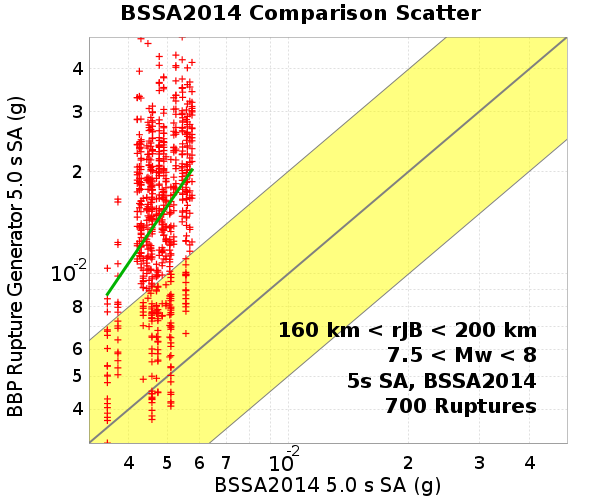 BSSA2014 Comparison Scatter
BBP Rupture Generator 5.0 s SA (g)
4
3
2
10-2
8
6
5
4
160 km < rJB < 200 km
7.5 < Mw < 8
5s SA, BSSA2014
700 Ruptures
4 5 6 7 10-2 2 3 4
BSSA2014 5.0 s SA (g)